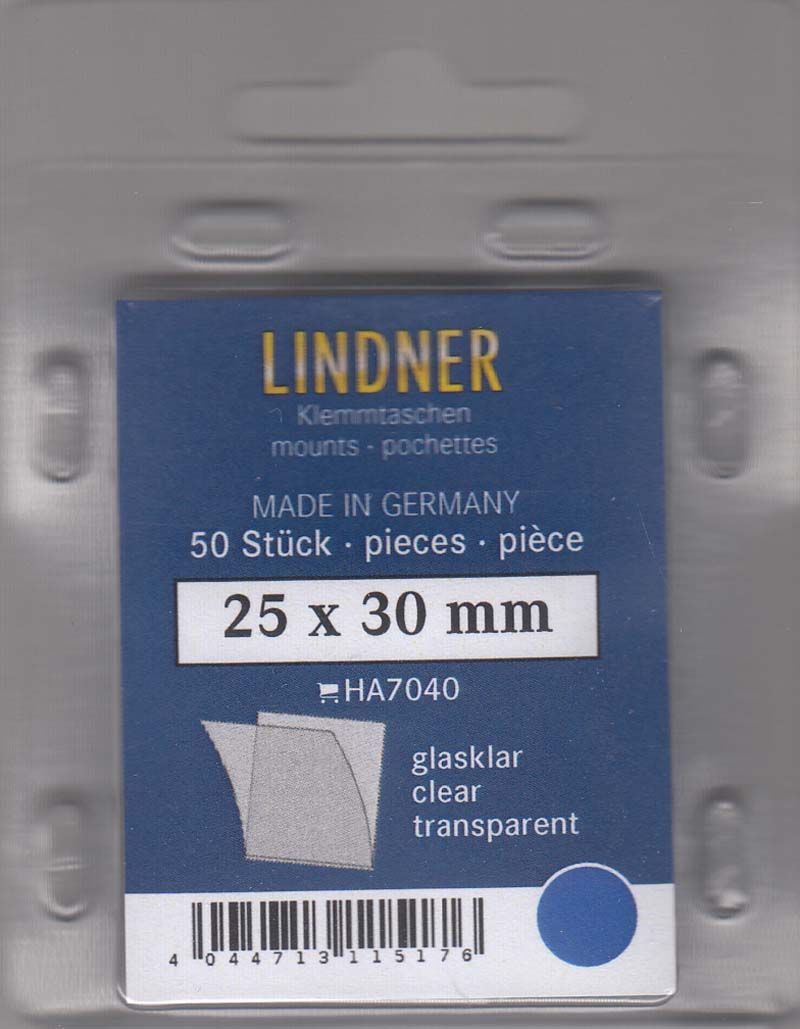 LINDNER
Klemmtaschen
mounts - pochettes
MADE IN GERMANY
50 Stück · pieces · pièce
25 x 30 mm
HA7040
glasklar
clear
transparent
4 044713 115176